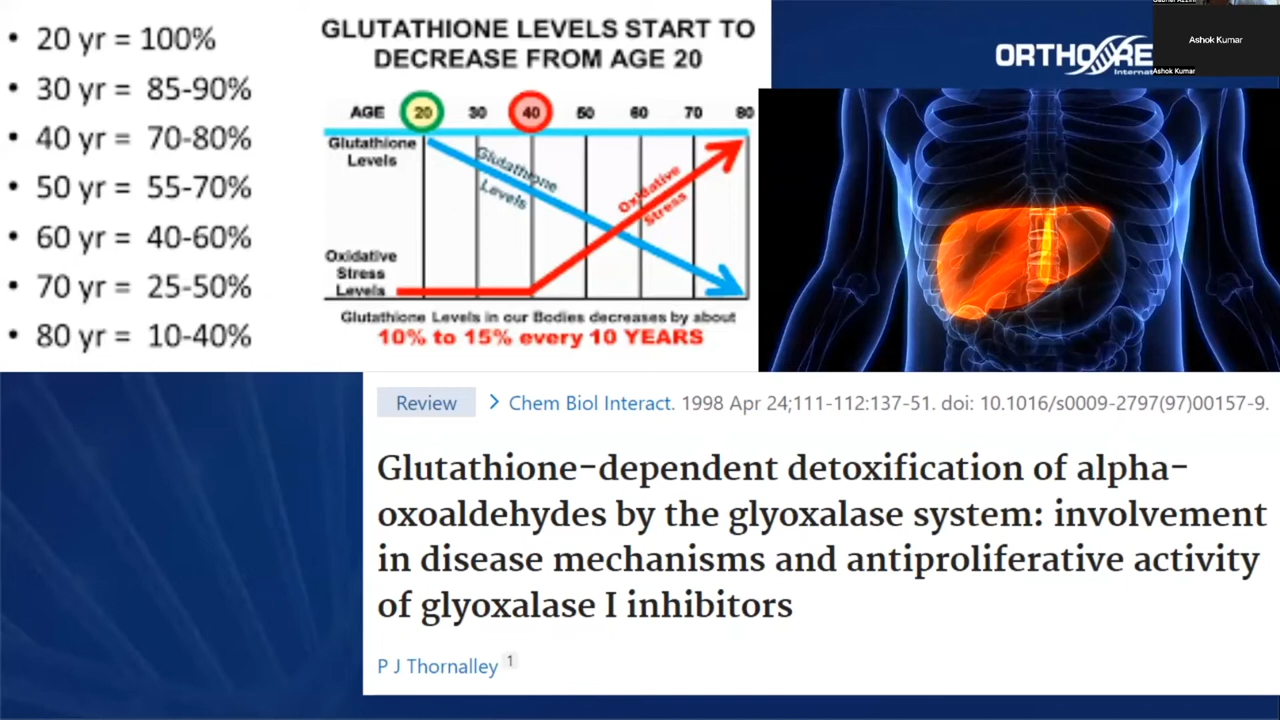 • 20 yr = 100%
• 30 yr = 85-90%
• 40 yr = 70-80%
• 50 yr = 55-70%
• 60 yr = 40-60%
• 70 yr = 25-50%
• 80 yr = 10-40%
GLUTATHIONE LEVELS START TO
DECREASE FROM AGE 20
AGE 20 30 40 50 60 70 80
Glutathione
Levels
Glutathione
Levels
Oxidative
Stress
Oxidative
Stress
Levels
Glutathione Levels in our Bodies decreases by about
10% to 15% every 10 YEARS
ORTHO RE
Interna
Ashok Kumar
Ashok Kumar
Review > Chem Biol Interact. 1998 Apr 24;111-112:137-51. doi: 10.1016/s0009-2797(97)00157-9.
Glutathione-dependent detoxification of alpha-
oxoaldehydes by the glyoxalase system: involvement
in disease mechanisms and antiproliferative activity
of glyoxalase I inhibitors
P J Thornalley 1